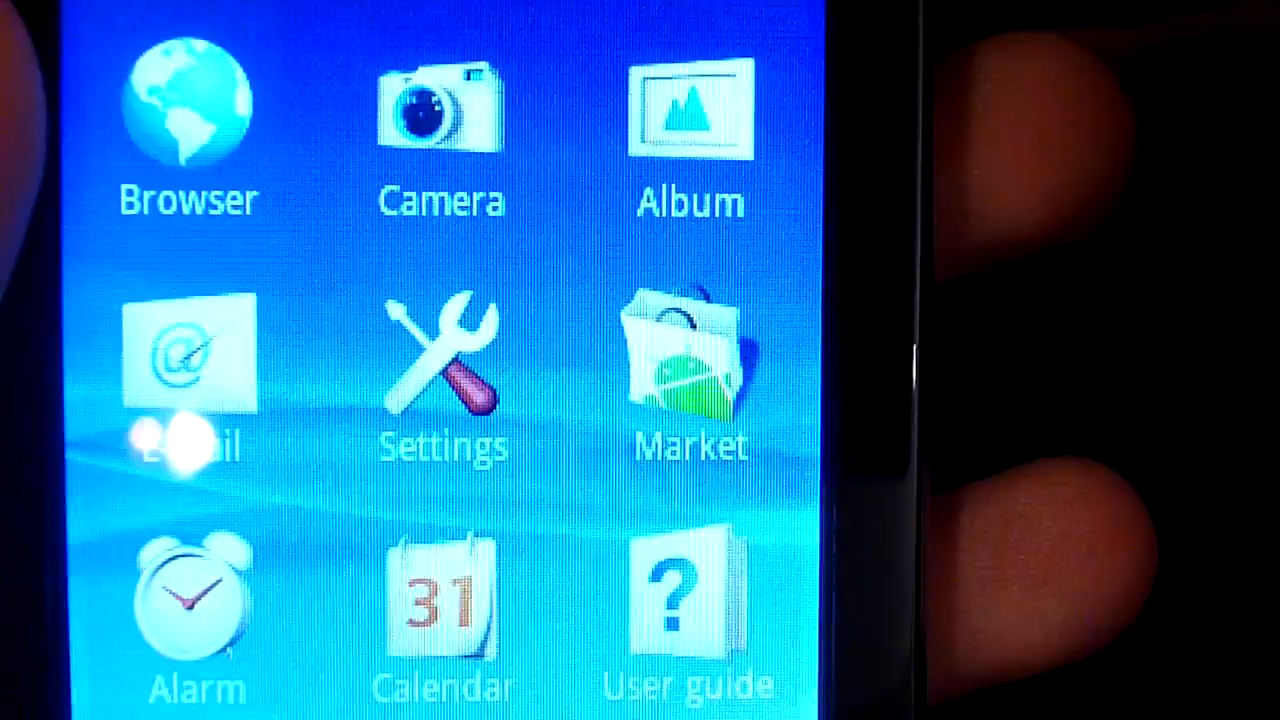 Browser
Camera
Album
Settings
Market
31
?
Alarm
Calendar
User guide
@